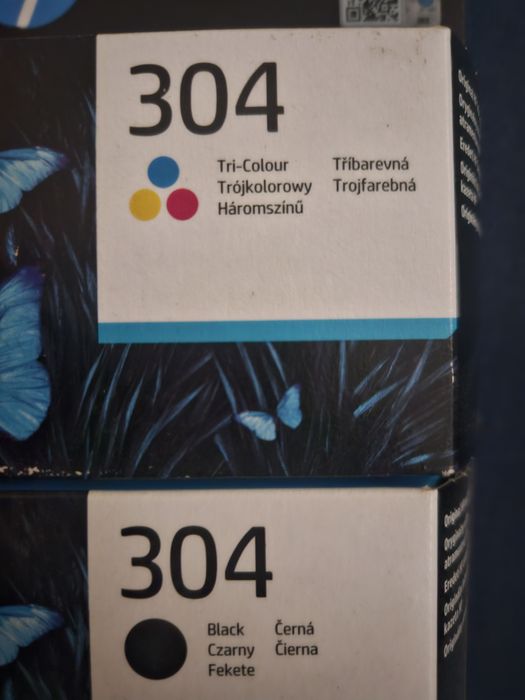 304
Tri-Colour Tříbarevná
Trójkolorowy Trojfarebná
Háromszínű
304
Black Černá
Czarny Čierna
Fekete